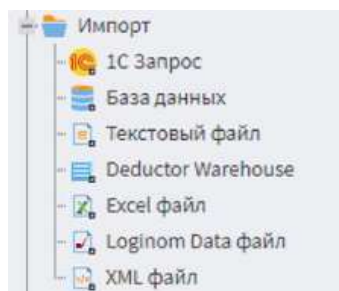 Импорт
1С Запрос
База данных
Текстовый файл
Deductor Warehouse
Excel файл
Loginom Data файл
XML файл